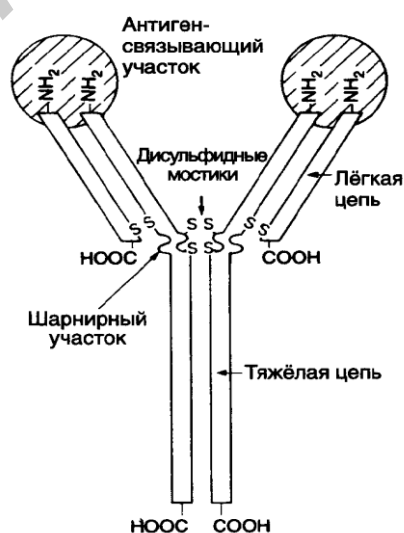 Антиген-
связывающий
участок
NH₂
NH₂
NH₂
NH₂
Дисульфидные
мостики
Лёгкая
цепь
S S
S
S
S S
S
S
HOOC
COOH
Шарнирный
участок
Тяжёлая цепь
HOOC
COOH